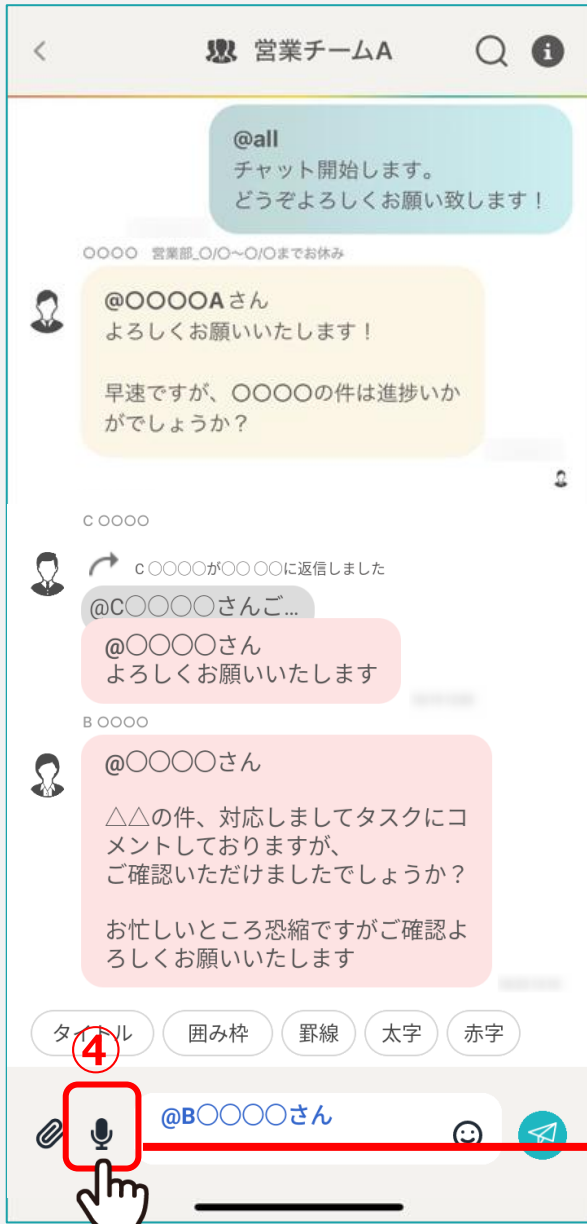 営業チームA
@all
チャット開始します。
どうぞよろしくお願い致します！
○○○○ 営業部_○/○～○/○までお休み
@○○○○Aさん
よろしくお願いいたします！
早速ですが、○○○○の件は進捗いか
がでしょうか？
C ○○○○
C ○○○○が○○ ○○に返信しました
@C○○○○さんご...
@○○○○さん
よろしくお願いいたします
B ○○○○
@○○○○さん
△△の件、対応しましてタスクにコ
メントしておりますが、
ご確認いただけましたでしょうか？
お忙しいところ恐縮ですがご確認よ
ろしくお願いいたします
タイトル 囲み枠 罫線 太字 赤字
④
@B○○○○さん